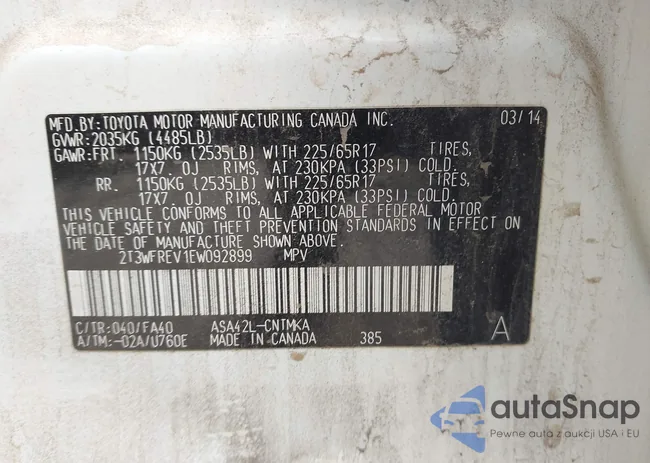 MFD.BY:TOYOTA MOTOR MANUFACTURING CANADA INC. 03/14
GVWR:2035KG (4485LB)
GAWR:FRT. 1150KG (2535LB) WITH 225/65R17 TIRES,
17X7.0J RIMS, AT 230KPA (33PSI) COLD.
RR. 1150KG (2535LB) WITH 225/65R17 TIRES,
17X7.0J RIMS, AT 230KPA (33PSI) COLD.
THIS VEHICLE CONFORMS TO ALL APPLICABLE FEDERAL MOTOR
VEHICLE SAFETY & THEFT PREVENTION STANDARDS IN EFFECT ON
THE DATE OF MANUFACTURE SHOWN ABOVE.
2T3WFREV1EW092899 MPV
C/TR:040/FA40 ASA42L-CNTMKA
A/TM:-02A/U760E MADE IN CANADA 385 A
autaSnap
Pewne auta z aukcji USA i EU